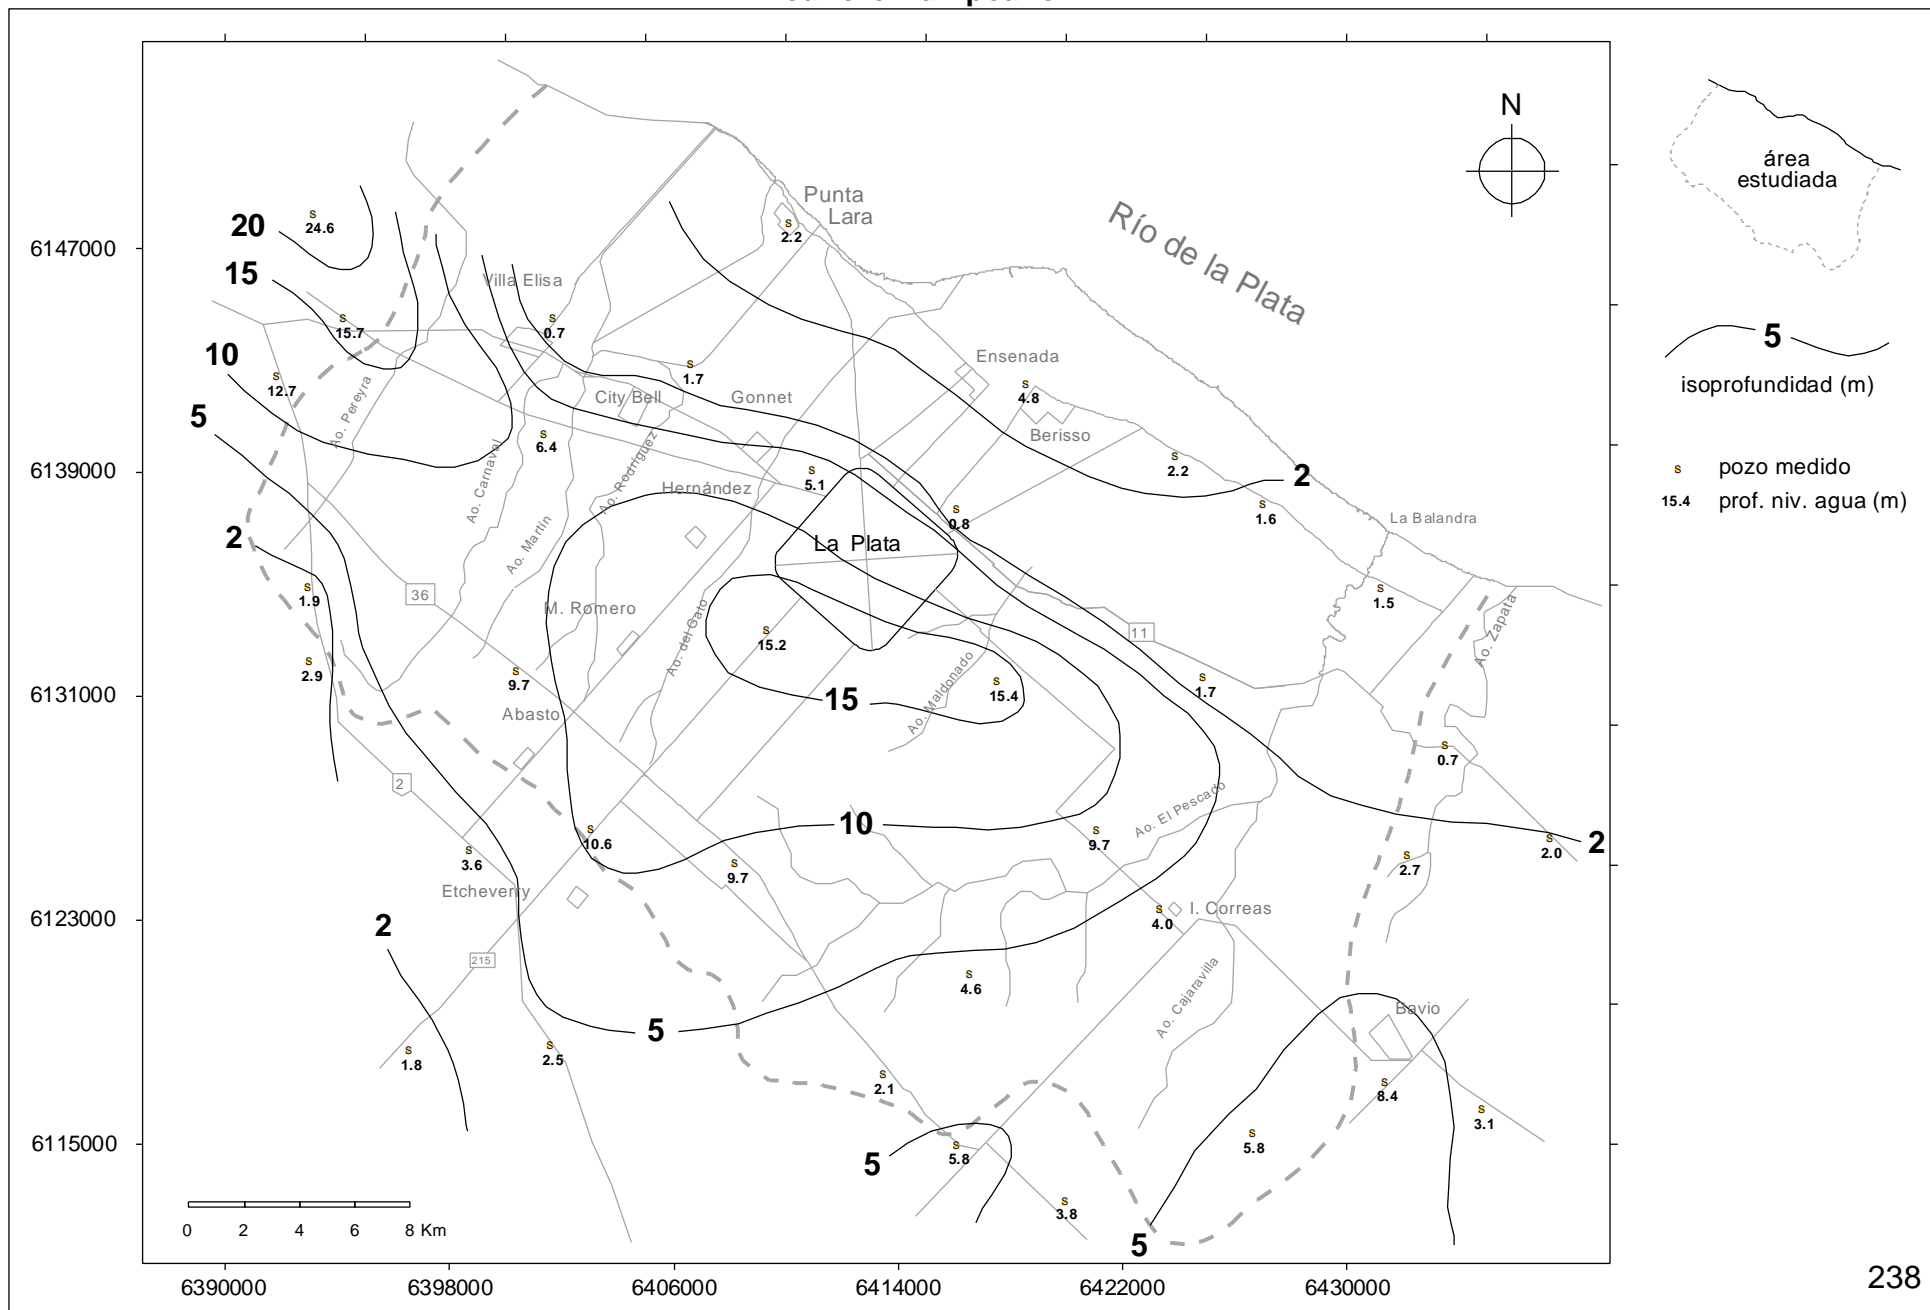 N
Punta
Lara
Río de la Plata
área
estudiada
20
24.6
2.2
6147000
15
Villa Elisa
15.7
0.7
5
10
Ensenada
12.7
1.7
isoprofundidad (m)
5
Ao. Pereyra
City Bell
Gonnet
4.8
Berisso
6.4
Ao. Carnaval
Ao. Rodríguez
6139000
2.2
2
s pozo medido
Hernández
5.1
15.4 prof. niv. agua (m)
2
Ao. Martín
0.8
1.6
La Balandra
La Plata
1.9
36
M. Romero
1.5
11
Ao. Zapata
15.2
Ao. del Gato
2.9
9.7
Ao. Maldonado
15.4
1.7
6131000
15
Abasto
0.7
2
Ao. El Pescado
10
10.6
9.7
2.0
2
3.6
9.7
2.7
Etcheverry
I. Correas
6123000
2
4.0
215
4.6
Ao. Cajaravilla
Bavio
5
1.8
2.5
2.1
8.4
3.1
6115000
5.8
5.8
5
3.8
0 2 4 6 8 Km
5
6390000 6398000 6406000 6414000 6422000 6430000
238